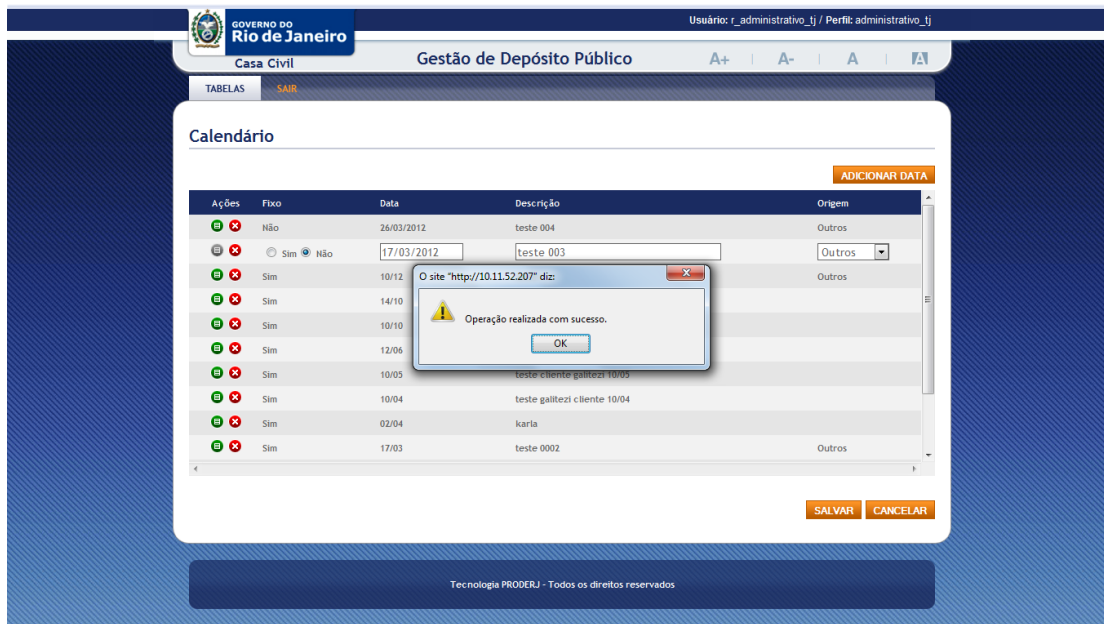 GOVERNO DO
Rio de Janeiro
Casa Civil
Usuário: r_administrativo_tj / Perfil: administrativo_tj
Gestão de Depósito Público
A+ | A- | A | A
TABELAS SAIR
Calendário
ADICIONAR DATA
Ações Fixo Data Descrição Origem
Não 26/03/2012 teste 004 Outros
Sim Não 17/03/2012 teste 003 Outros
Sim 10/12 Outros
Sim 14/10
Sim 10/10
Sim 12/06
O site "http://10.11.52.207" diz:
Operação realizada com sucesso.
OK
Sim 10/05 teste cliente galitezi 10/05
Sim 10/04 teste galitezi cliente 10/04
Sim 02/04 karla
Sim 17/03 teste 0002 Outros
SALVAR CANCELAR
Tecnologia PRODERJ - Todos os direitos reservados